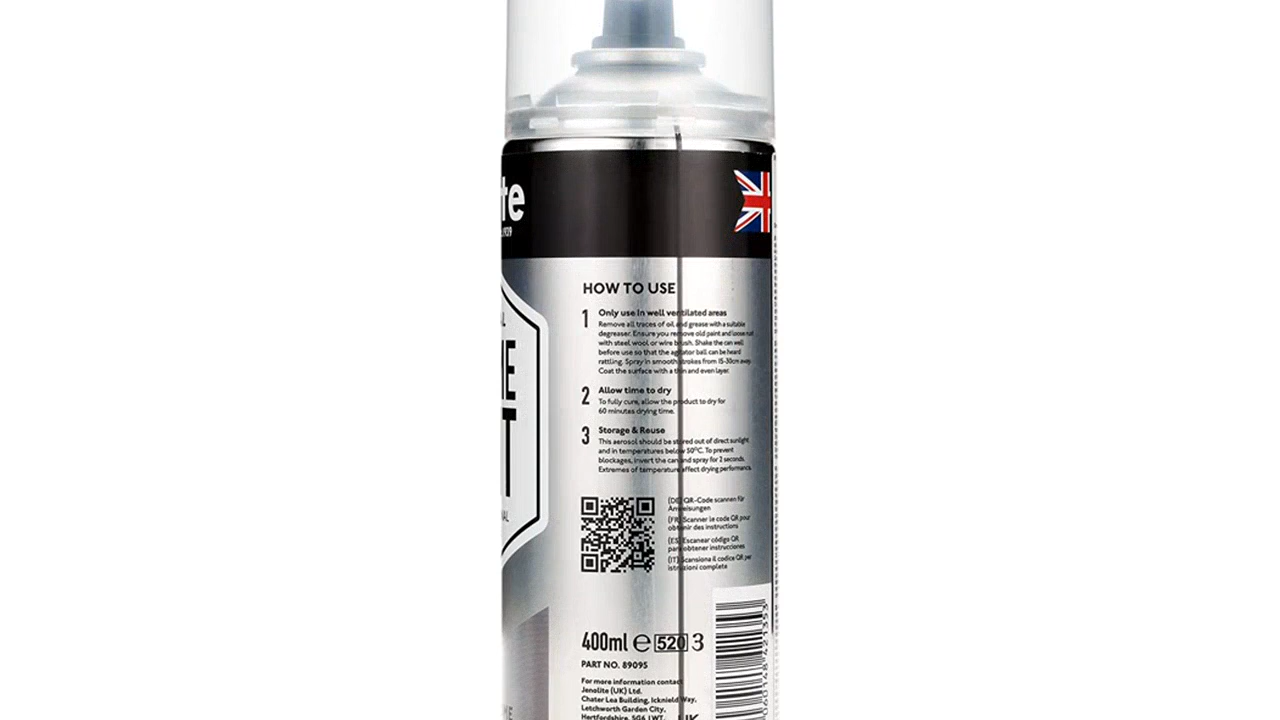 te
1939
HOW TO USE
1 Only use in well ventilated areas
Remove all traces of oil and grease with a suitable
degreaser. Ensure you remove old paint and loose rust
with steel wool or wire brush. Shake the can well
before use so that the agitator ball can be heard
rattling. Spray in smooth strokes from 15-30cm away.
Coat the surface with a thin and even layer.
2 Allow time to dry
To fully cure, allow the product to dry for
60 minutes drying time.
3 Storage & Reuse
This aerosol should be stored out of direct sunlight
and in temperatures below 50°C. To prevent
blockages, invert the can and spray for 2 seconds.
Extremes of temperature affect drying performance.
(DE) QR-Code scannen für
Anweisungen
(FR) Scanner le code QR pour
obtenir des instructions
(ES) Escanear código QR
para obtener instrucciones
(IT) Scansiona il codice QR per
istruzioni complete
400ml ℮ 520 3
PART NO. 89095
For more information contact
Jenolite (UK) Ltd.
Chater Lea Building, Icknield Way,
Letchworth Garden City,
Hertfordshire, SG6 1WT.
UK
060148 421353